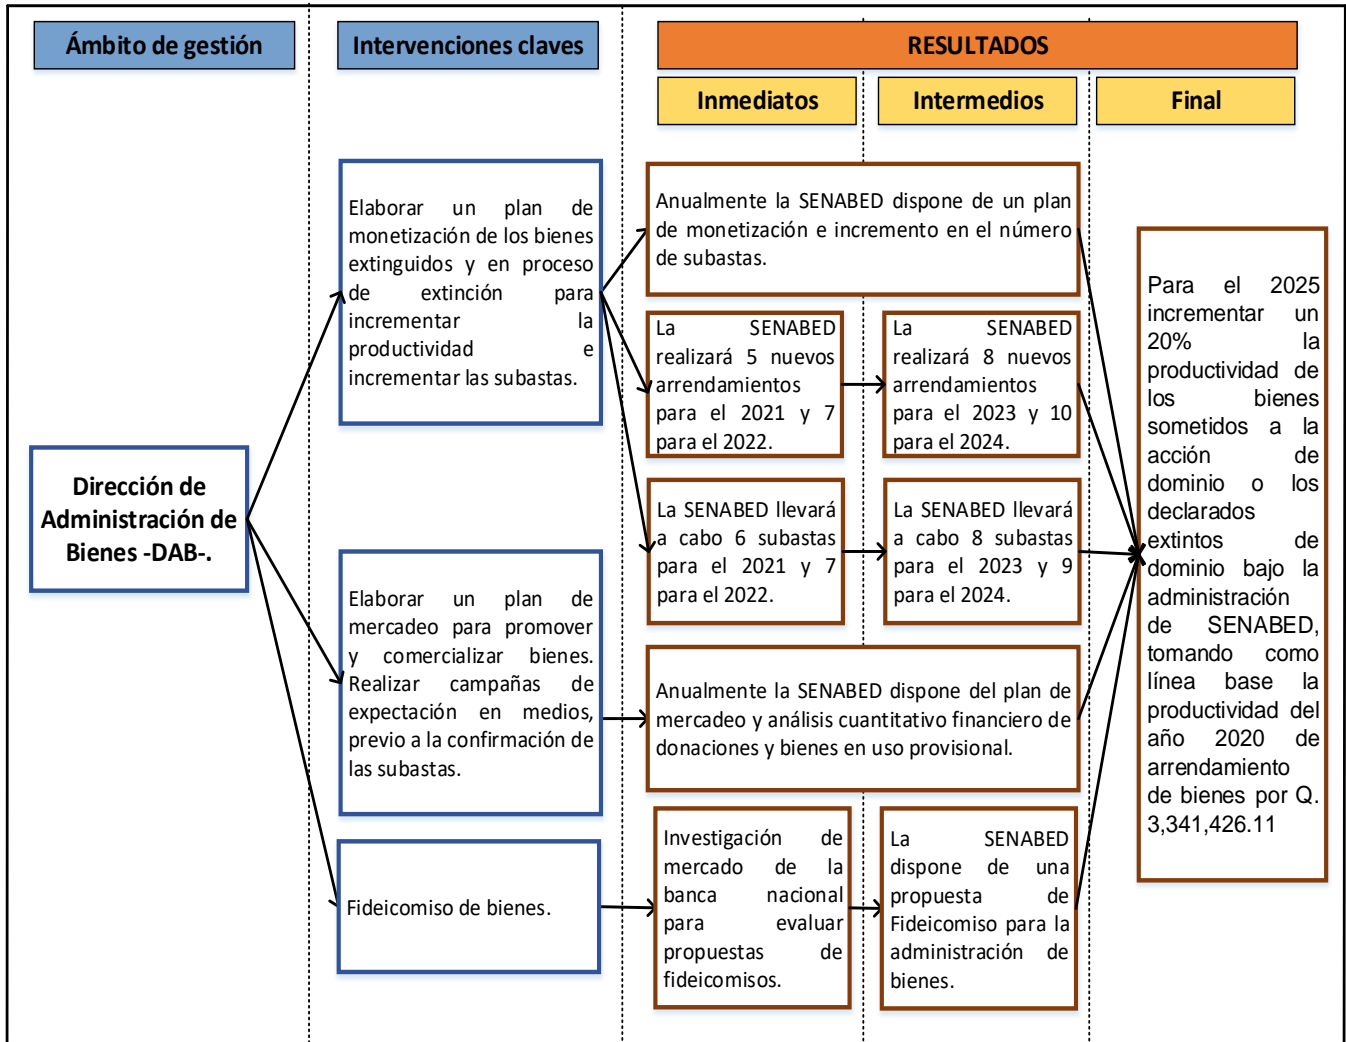 Ámbito de gestión
Intervenciones claves
RESULTADOS
Inmediatos
Intermedios
Final
Dirección de
Administración de
Bienes -DAB-.
Elaborar un plan de
monetización de los bienes
extinguidos y en proceso
de extinción para
incrementar la
productividad e
incrementar las subastas.
Anualmente la SENABED dispone de un plan
de monetización e incremento en el número
de subastas.
La SENABED
realizará 5 nuevos
arrendamientos
para el 2021 y 7
para el 2022.
La SENABED
realizará 8 nuevos
arrendamientos
para el 2023 y 10
para el 2024.
La SENABED llevará
a cabo 6 subastas
para el 2021 y 7
para el 2022.
La SENABED llevará
a cabo 8 subastas
para el 2023 y 9
para el 2024.
Elaborar un plan de
mercadeo para promover
y comercializar bienes.
Realizar campañas de
expectación en medios,
previo a la confirmación de
las subastas.
Anualmente la SENABED dispone del plan de
mercadeo y análisis cuantitativo financiero de
donaciones y bienes en uso provisional.
Fideicomiso de bienes.
Investigación de
mercado de la
banca nacional
para evaluar
propuestas de
fideicomisos.
La SENABED
dispone de una
propuesta de
Fideicomiso para la
administración de
bienes.
Para el 2025
incrementar un
20% la
productividad de
los bienes
sometidos a la
acción de
dominio o los
declarados
extintos de
dominio bajo la
administración
de SENABED,
tomando como
línea base la
productividad del
año 2020 de
arrendamiento
de bienes por Q.
3,341,426.11